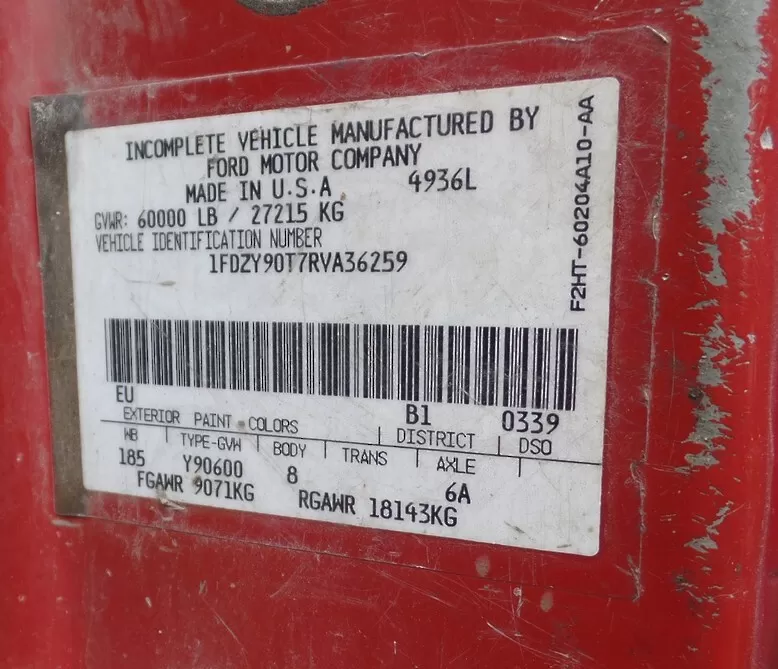 INCOMPLETE VEHICLE MANUFACTURED BY
FORD MOTOR COMPANY
MADE IN U.S.A 4936L
GVWR: 60000 LB / 27215 KG
VEHICLE IDENTIFICATION NUMBER
1FDZY90T7RVA36259
F2HT-60204A10-AA
EU B1 0339
EXTERIOR PAINT COLORS DISTRICT DSO
WB TYPE-GVW BODY TRANS AXLE
185 Y90600 8 6A
FGAWR 9071KG RGAWR 18143KG